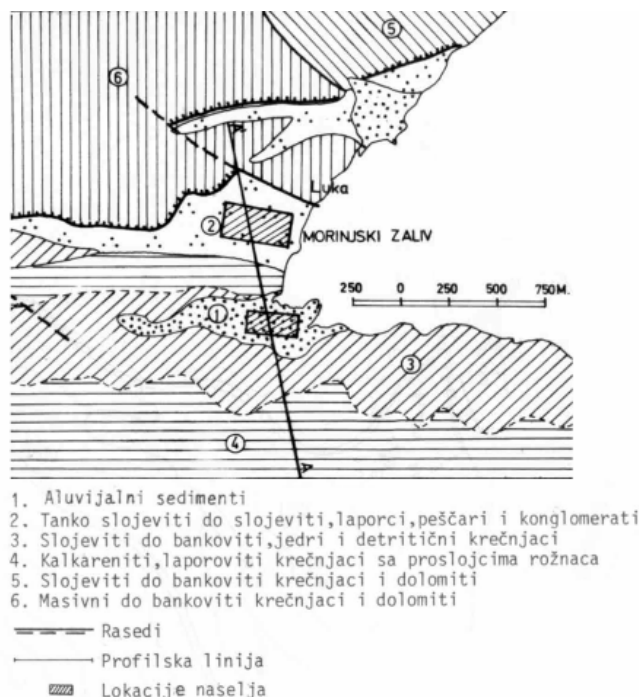 5
6
A
Luka
2
MORINJSKI ZALIV
250 0 250 500 750 M.
1
3
4
A
1. Aluvijalni sedimenti
2. Tanko slojeviti do slojeviti,laporci,peščari i konglomerati
3. Slojeviti do bankoviti,jedri i detritični krečnjaci
4. Kalkareniti,laporoviti krečnjaci sa proslojcima rožnaca
5. Slojeviti do bankoviti krečnjaci i dolomiti
6. Masivni do bankoviti krečnjaci i dolomiti
Rasedi
Profilska linija
Lokacije naselja